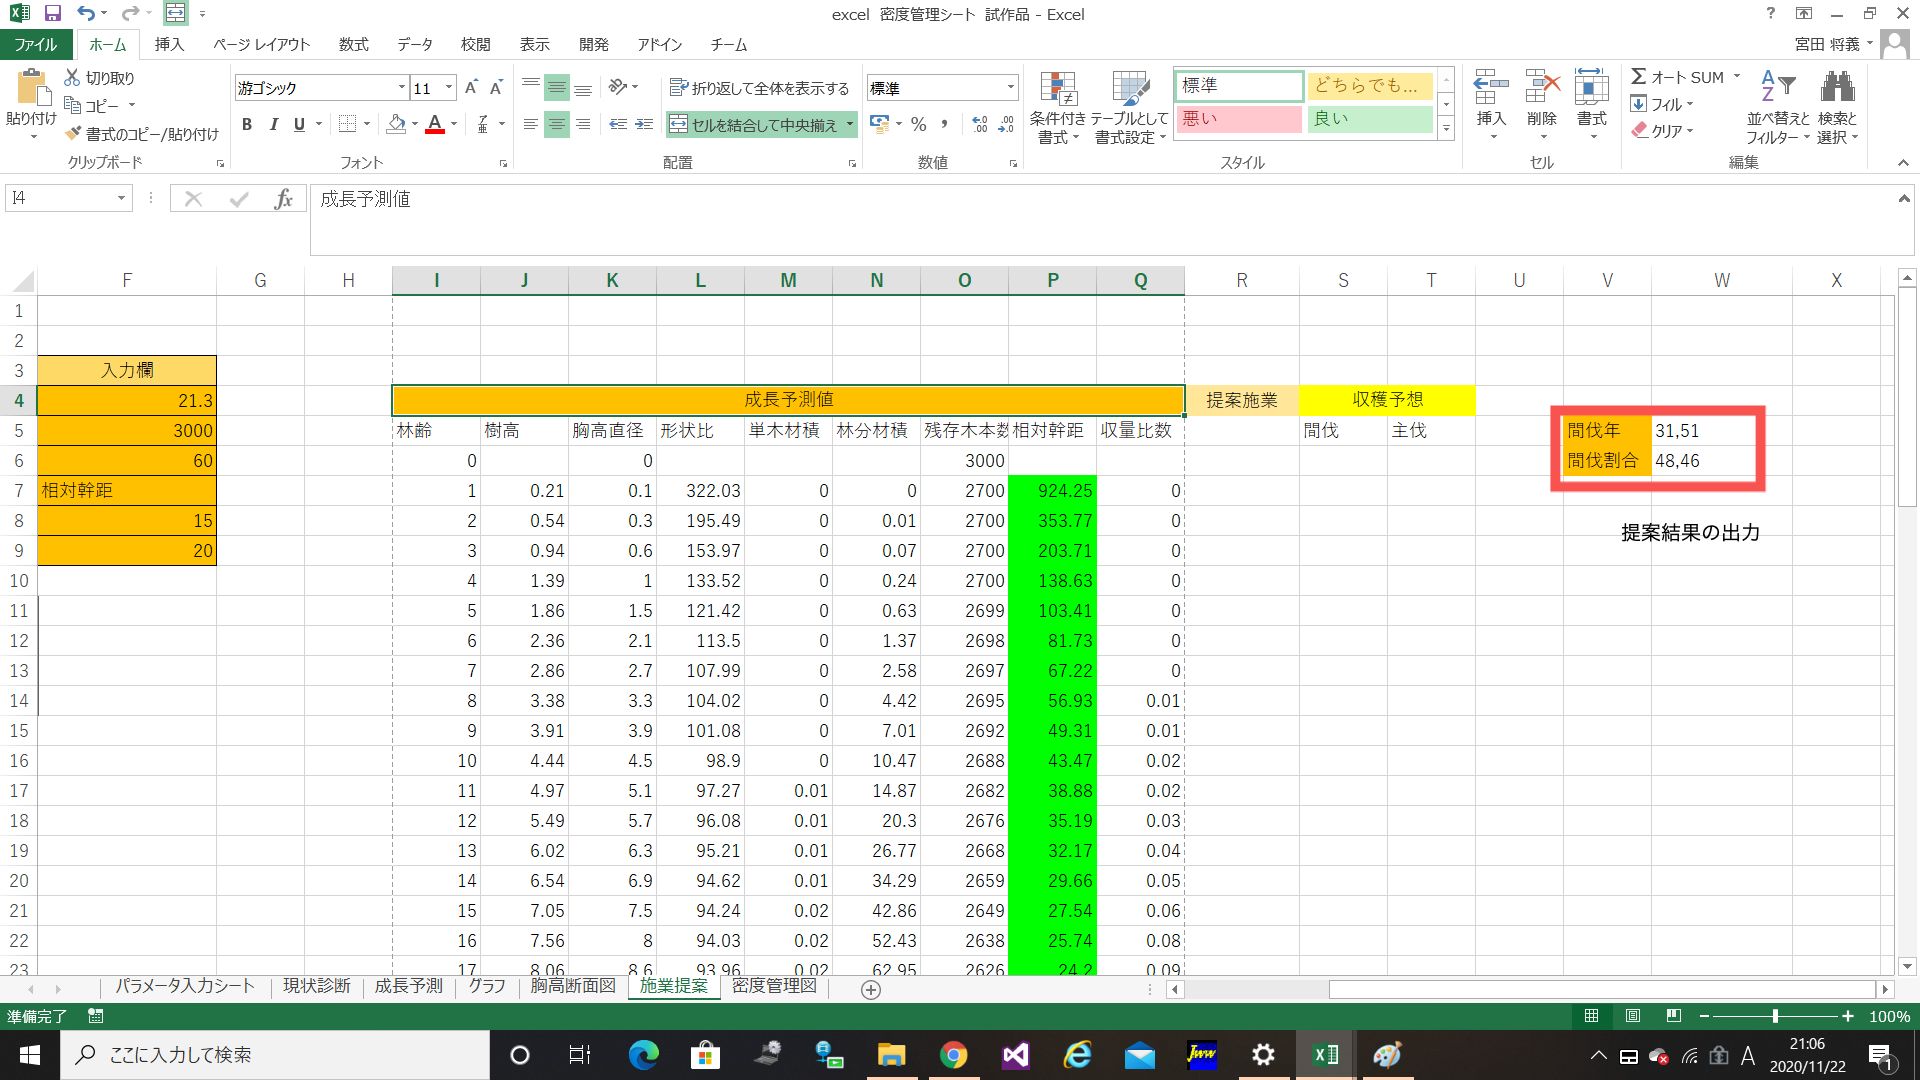 excel 密度管理シート 試作品 - Excel
ファイル ホーム 挿入 ページ レイアウト 数式 データ 校閲 表示 開発 アドイン チーム 宮田 将義
貼り付け 切り取り コピー 書式のコピー/貼り付け クリップボード
游ゴシック 11 B I U A フォント
折り返して全体を表示する セルを結合して中央揃え 配置
標準 % , 数値
条件付き書式 テーブルとして書式設定 標準 どちらでも... 悪い 良い スタイル
挿入 削除 書式 セル
オート SUM フィル クリア 並べ替えとフィルター 検索と選択 編集
I4 fx 成長予測値
F G H I J K L M N O P Q R S T U V W X
1
2
3 入力欄
4 21.3 成長予測値 提案施業 収穫予想
5 3000 林齢 樹高 胸高直径 形状比 単木材積 林分材積 残存木本数 相対幹距 収量比数 間伐 主伐 間伐年 31,51
6 60 0 0 3000 間伐割合 48,46
7 相対幹距 1 0.21 0.1 322.03 0 0 2700 924.25 0
8 15 2 0.54 0.3 195.49 0 0.01 2700 353.77 0 提案結果の出力
9 20 3 0.94 0.6 153.97 0 0.07 2700 203.71 0
10 4 1.39 1 133.52 0 0.24 2700 138.63 0
11 5 1.86 1.5 121.42 0 0.63 2699 103.41 0
12 6 2.36 2.1 113.5 0 1.37 2698 81.73 0
13 7 2.86 2.7 107.99 0 2.58 2697 67.22 0
14 8 3.38 3.3 104.02 0 4.42 2695 56.93 0.01
15 9 3.91 3.9 101.08 0 7.01 2692 49.31 0.01
16 10 4.44 4.5 98.9 0 10.47 2688 43.47 0.02
17 11 4.97 5.1 97.27 0.01 14.87 2682 38.88 0.02
18 12 5.49 5.7 96.08 0.01 20.3 2676 35.19 0.03
19 13 6.02 6.3 95.21 0.01 26.77 2668 32.17 0.04
20 14 6.54 6.9 94.62 0.01 34.29 2659 29.66 0.05
21 15 7.05 7.5 94.24 0.02 42.86 2649 27.54 0.06
22 16 7.56 8 94.03 0.02 52.43 2638 25.74 0.08
23 17 8.06 8.6 93.96 0.02 62.95 2626 24.2 0.09
パラメータ入力シート 現状診断 成長予測 グラフ 胸高断面図 施業提案 密度管理図
準備完了 100%
ここに入力して検索 Jww A 21:06
2020/11/22 1